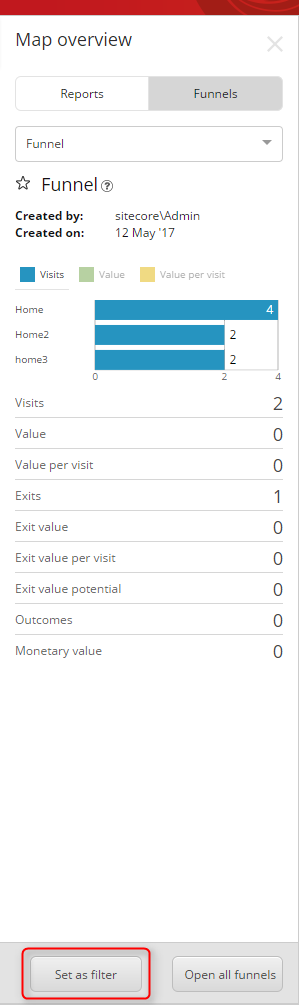 Map overview
Reports Funnels
Funnel
Funnel ?
Created by: sitecore\Admin
Created on: 12 May '17
Visits Value Value per visit
Home 4
Home2 2
home3 2
0 2 4
Visits 2
Value 0
Value per visit 0
Exits 1
Exit value 0
Exit value per visit 0
Exit value potential 0
Outcomes 0
Monetary value 0
Set as filter Open all funnels